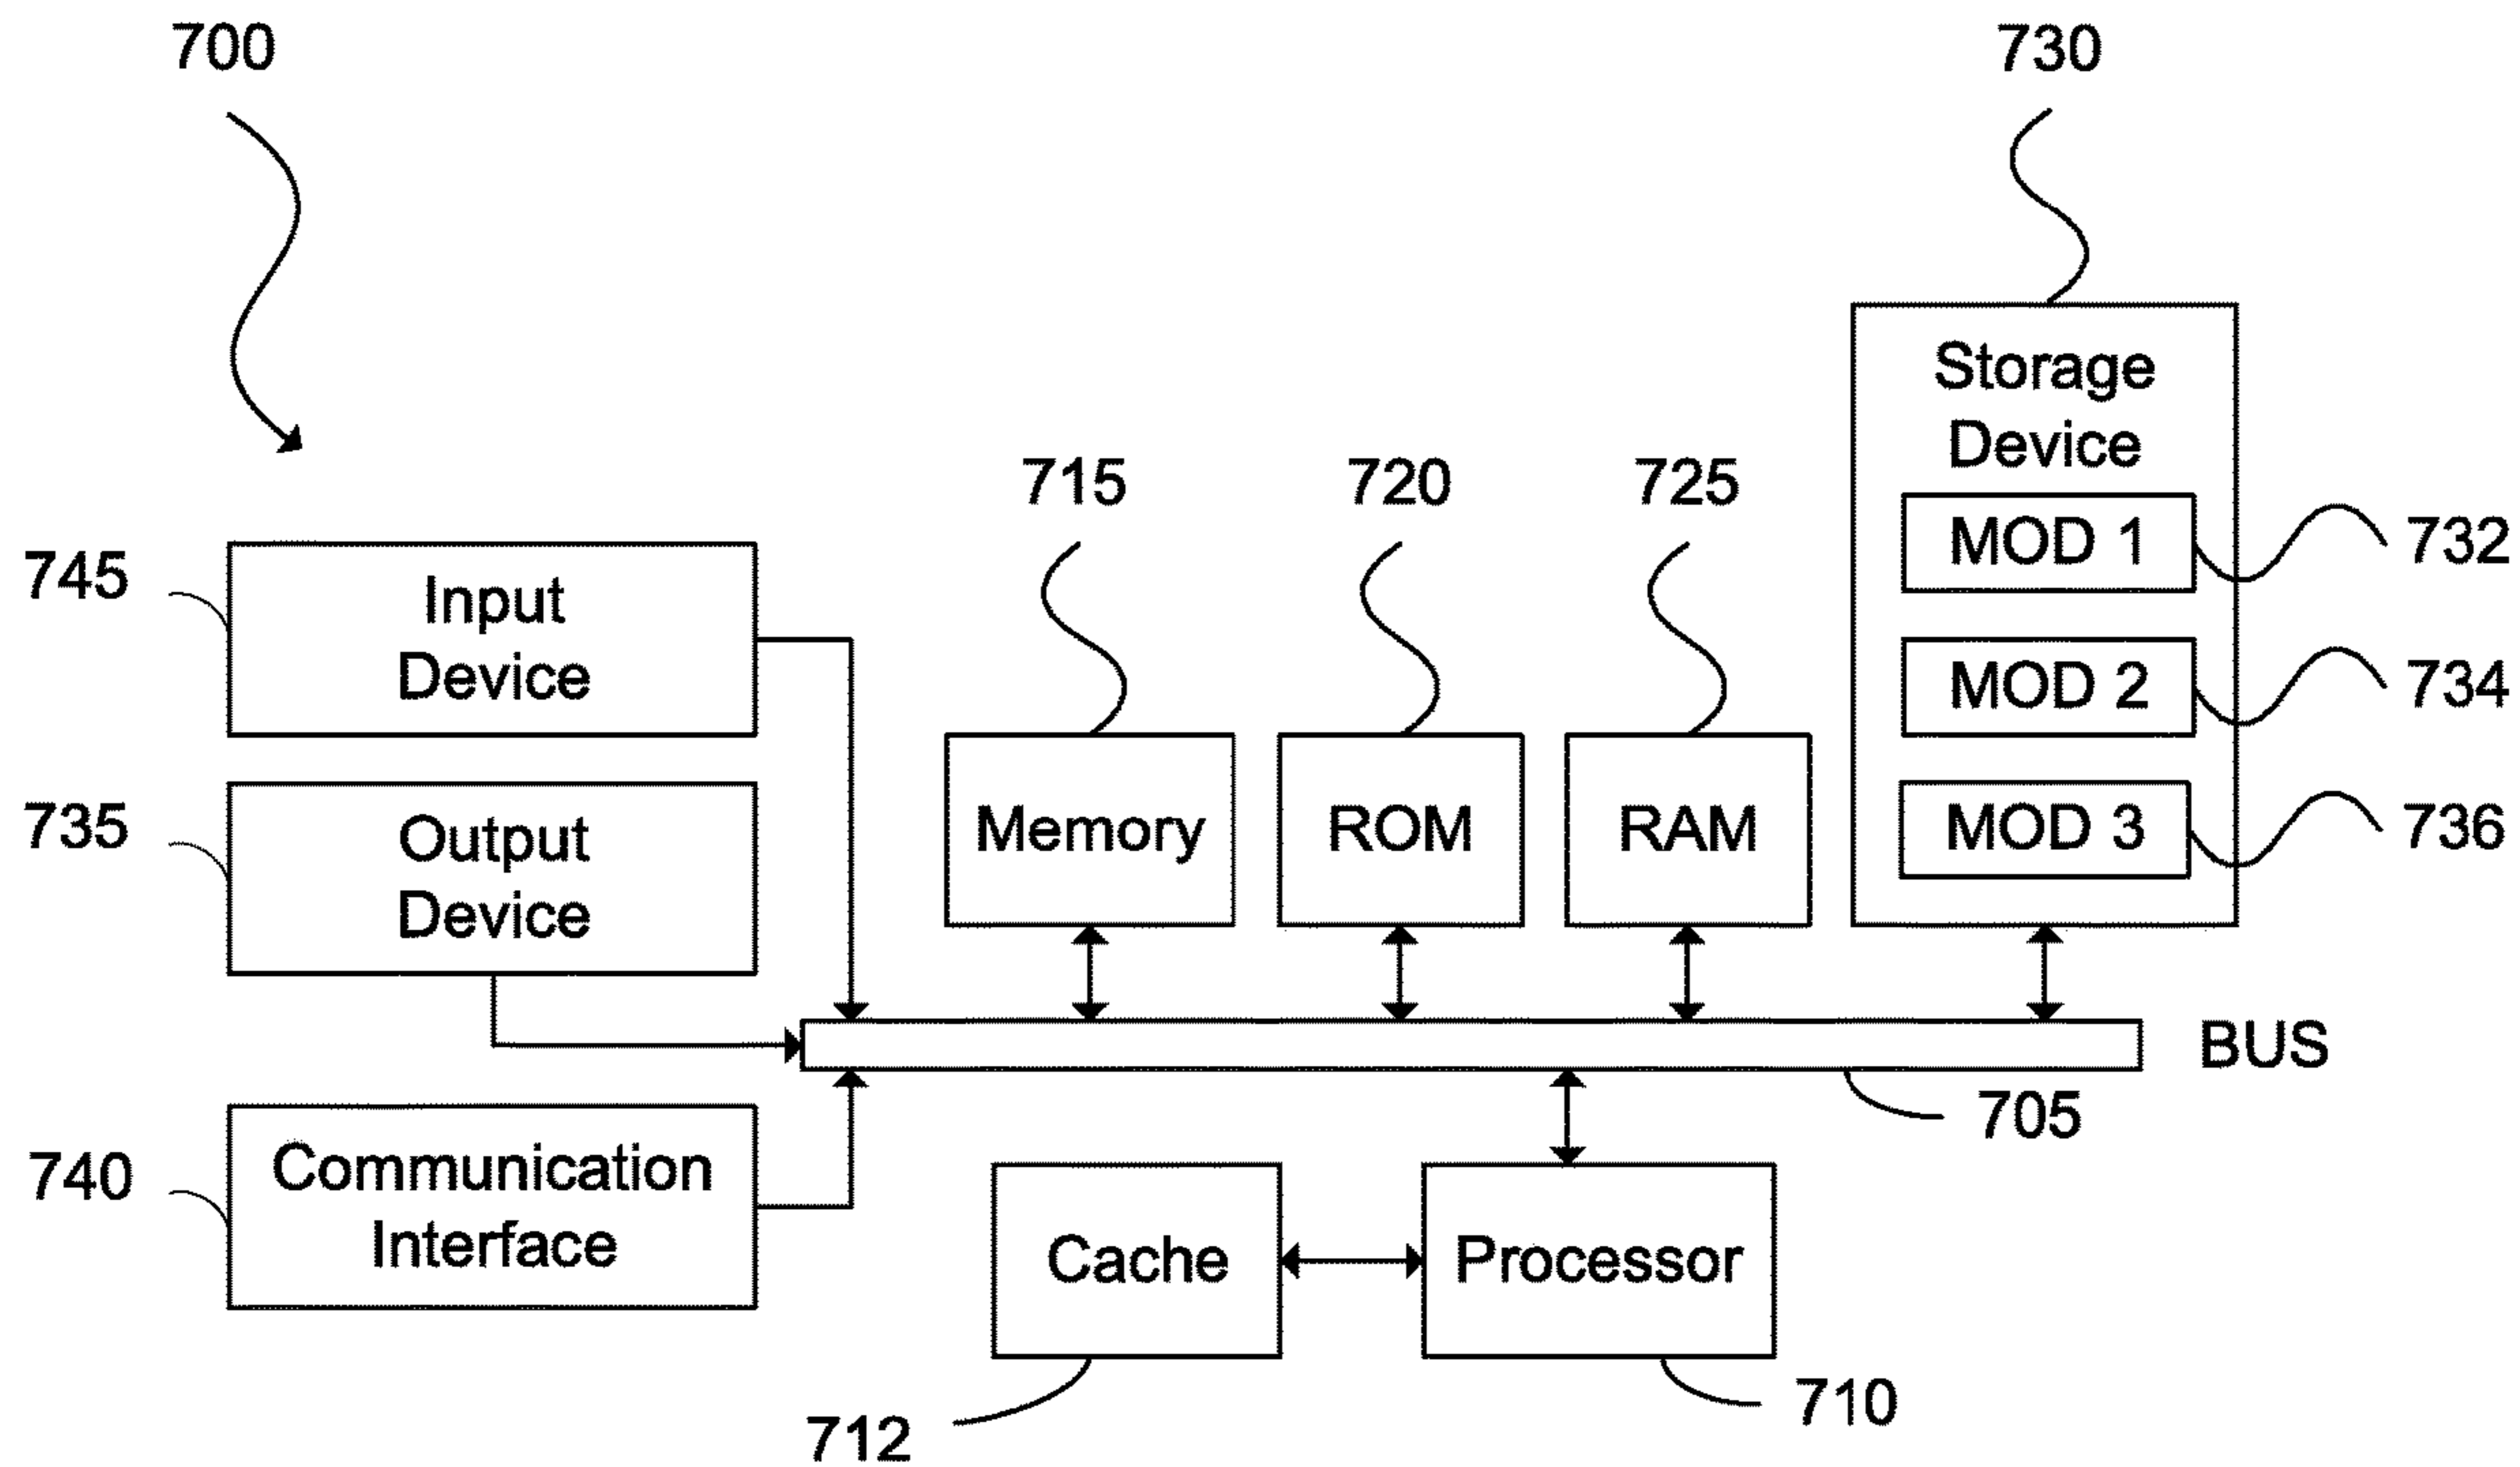 700
730
Storage
Device
715
720
725
MOD 1
732
745
Input
Device
MOD 2
734
735
Output
Device
Memory
ROM
RAM
MOD 3
736
BUS
705
740
Communication
Interface
Cache
Processor
712
710